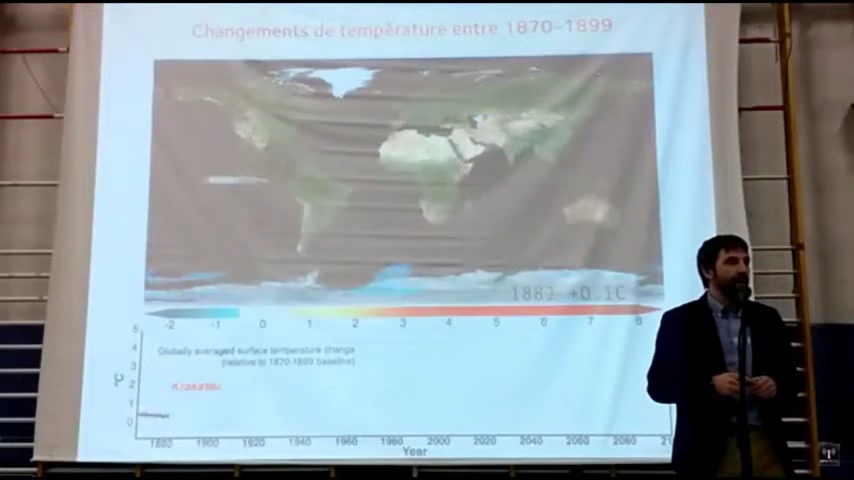 Changements de température entre 1870-1899
1882 +0.1C
-2 -1 0 1 2 3 4 5 6 7 8
Globally averaged surface temperature change
(relative to 1870-1899 baseline)
Krakatau
°C
5
4
3
2
1
0
1880 1900 1920 1940 1960 1980 2000 2020 2040 2060 2080 21
Year